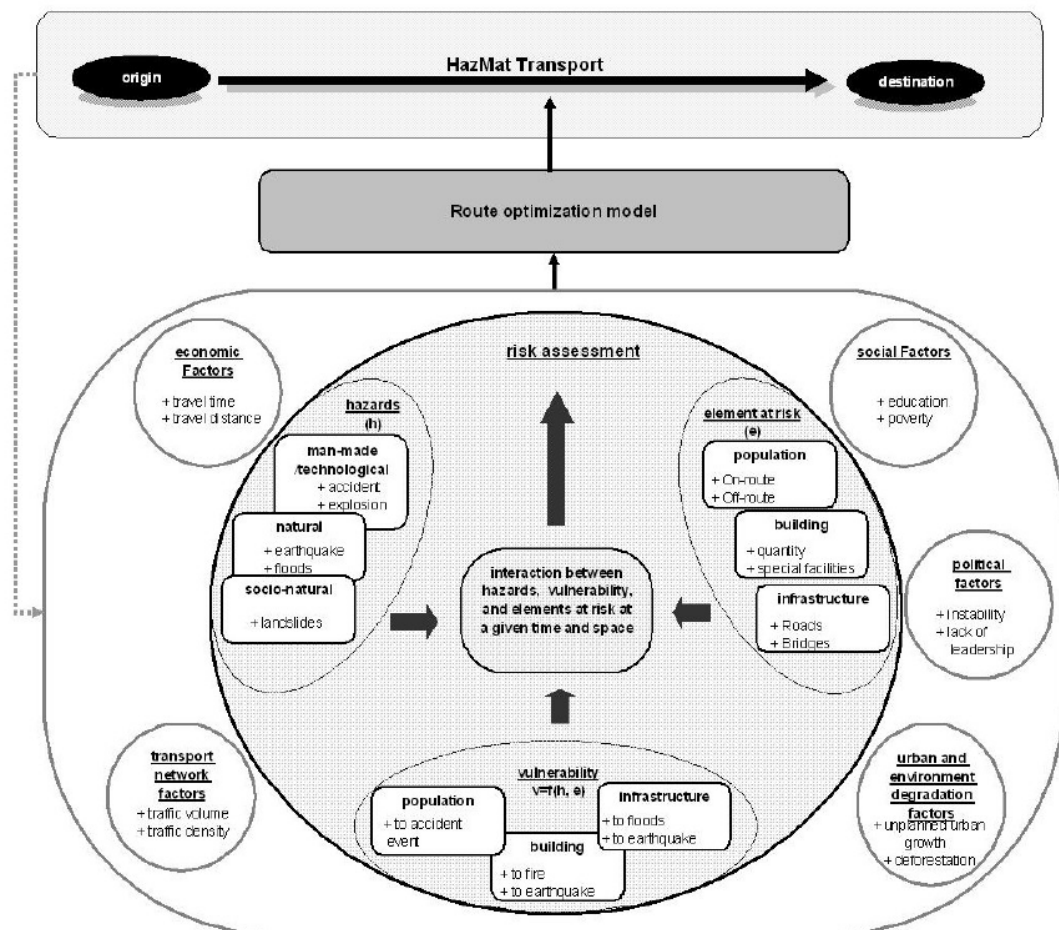 HazMat Transport
origin
destination
Route optimization model
economic
Factors
+ travel time
+ travel distance
social Factors
+ education
+ poverty
risk assessment
hazards
(h)
man-made
/technological
+ accident
+ explosion
natural
+ earthquake
+ floods
socio-natural
+ landslides
element at risk
(e)
population
+ On-route
+ Off-route
building
+ quantity
+ special facilities
infrastructure
+ Roads
+ Bridges
interaction between
hazards, vulnerability,
and elements at risk at
a given time and space
political
factors
+ instability
+ lack of
leadership
transport
network
factors
+ traffic volume
+ traffic density
vulnerability
v=f(h, e)
population
+ to accident
event
building
+ to fire
+ to earthquake
infrastructure
+ to floods
+ to earthquake
urban and
environment
degradation
factors
+ unplanned urban
growth
+ deforestation